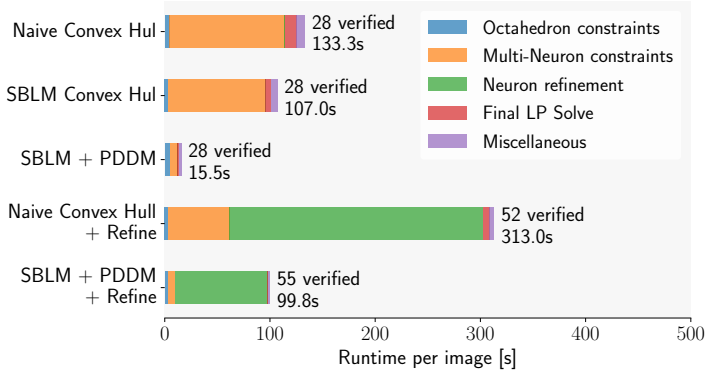 Naive Convex Hul
28 verified
133.3s
SBLM Convex Hul
28 verified
107.0s
SBLM + PDDM
28 verified
15.5s
Naive Convex Hull
+ Refine
52 verified
313.0s
SBLM + PDDM
+ Refine
55 verified
99.8s
Octahedron constraints
Multi-Neuron constraints
Neuron refinement
Final LP Solve
Miscellaneous
0 100 200 300 400 500
Runtime per image [s]